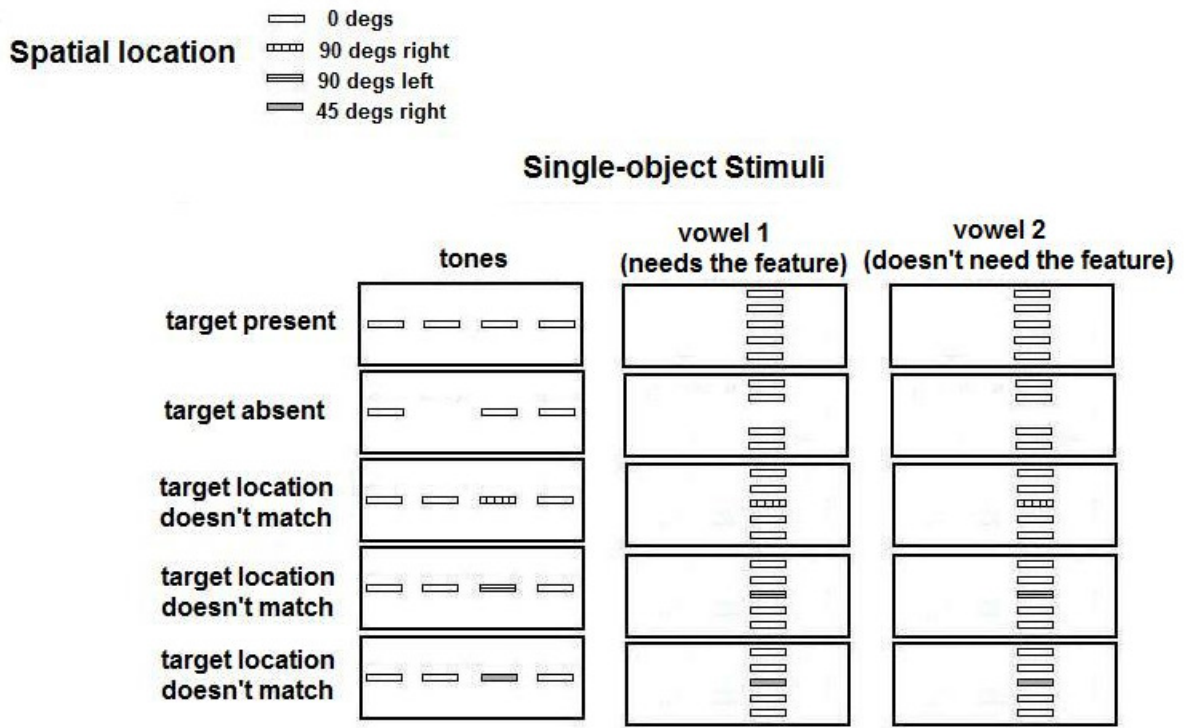 Spatial location
0 degs
90 degs right
90 degs left
45 degs right
Single-object Stimuli
tones
vowel 1
(needs the feature)
vowel 2
(doesn't need the feature)
target present
target absent
target location
doesn't match
target location
doesn't match
target location
doesn't match